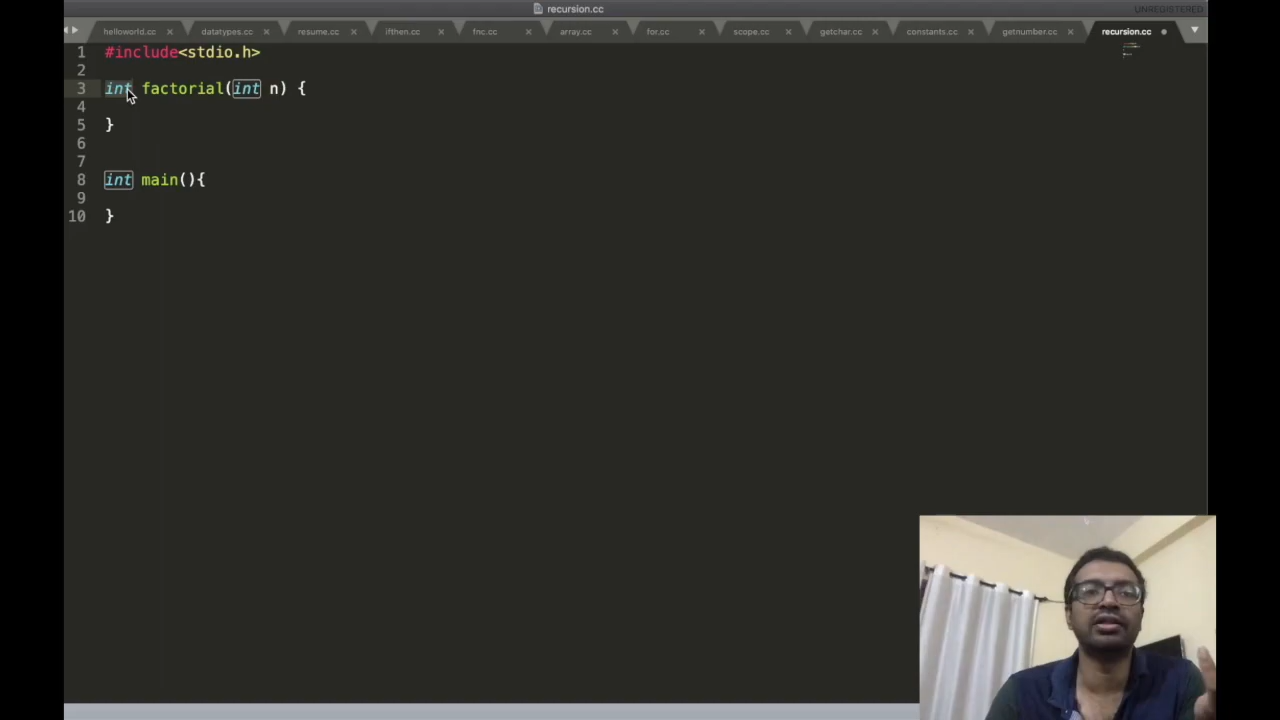 recursion.cc
UNREGISTERED
helloworld.cc datatypes.cc resume.cc ifthen.cc fnc.cc array.cc for.cc scope.cc getchar.cc constants.cc getnumber.cc recursion.cc
1 #include<stdio.h>
2
3 int factorial(int n) {
4
5 }
6
7
8 int main(){
9
10 }